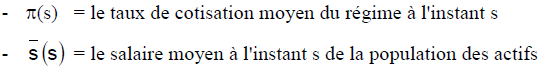 - π(s) = le taux de cotisation moyen du régime à l'instant s
- s̅(s) = le salaire moyen à l'instant s de la population des actifs